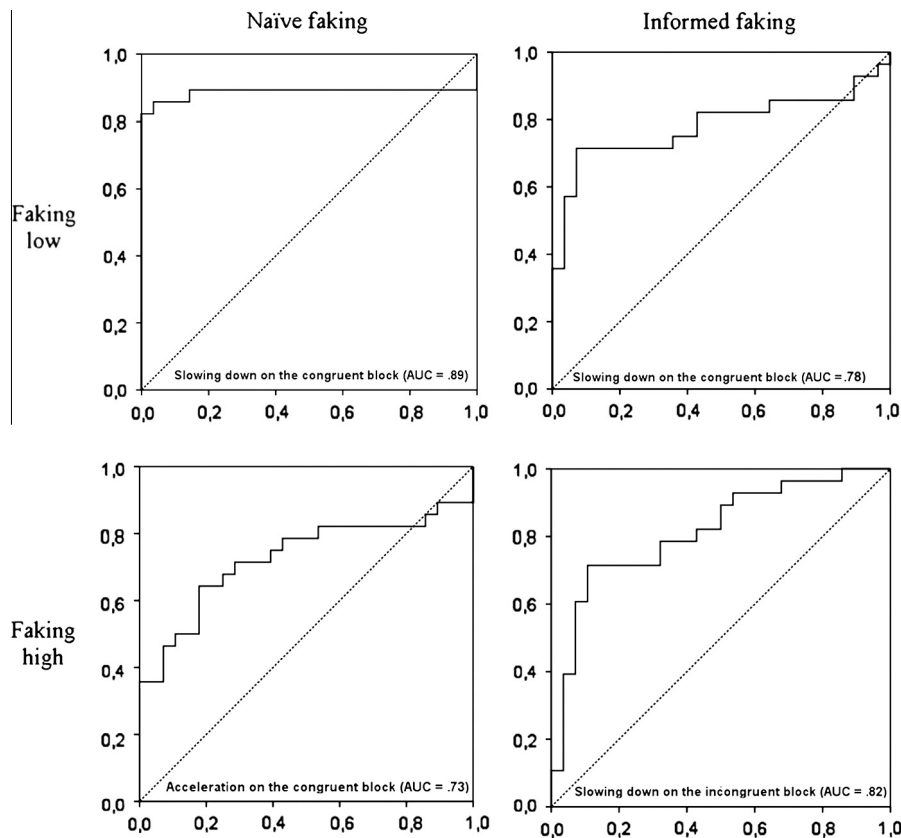 Naïve faking
Informed faking
Faking
low
1,0
0,8
0,6
0,4
0,2
0,0
Slowing down on the congruent block (AUC = .89)
0,0 0,2 0,4 0,6 0,8 1,0
1,0
0,8
0,6
0,4
0,2
0,0
Slowing down on the congruent block (AUC = .78)
0,0 0,2 0,4 0,6 0,8 1,0
Faking
high
1,0
0,8
0,6
0,4
0,2
0,0
Acceleration on the congruent block (AUC = .73)
0,0 0,2 0,4 0,6 0,8 1,0
1,0
0,8
0,6
0,4
0,2
0,0
Slowing down on the incongruent block (AUC = .82)
0,0 0,2 0,4 0,6 0,8 1,0